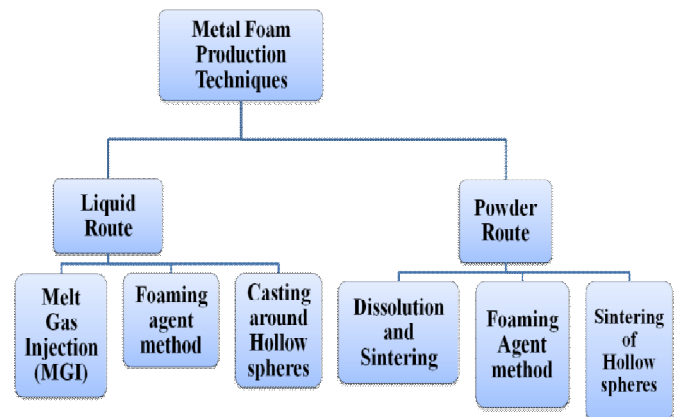 Metal Foam
Production
Techniques
Liquid
Route
Powder
Route
Melt
Gas
Injection
(MGI)
Foaming
agent
method
Casting
around
Hollow
spheres
Dissolution
and
Sintering
Foaming
Agent
method
Sintering
of
Hollow
spheres